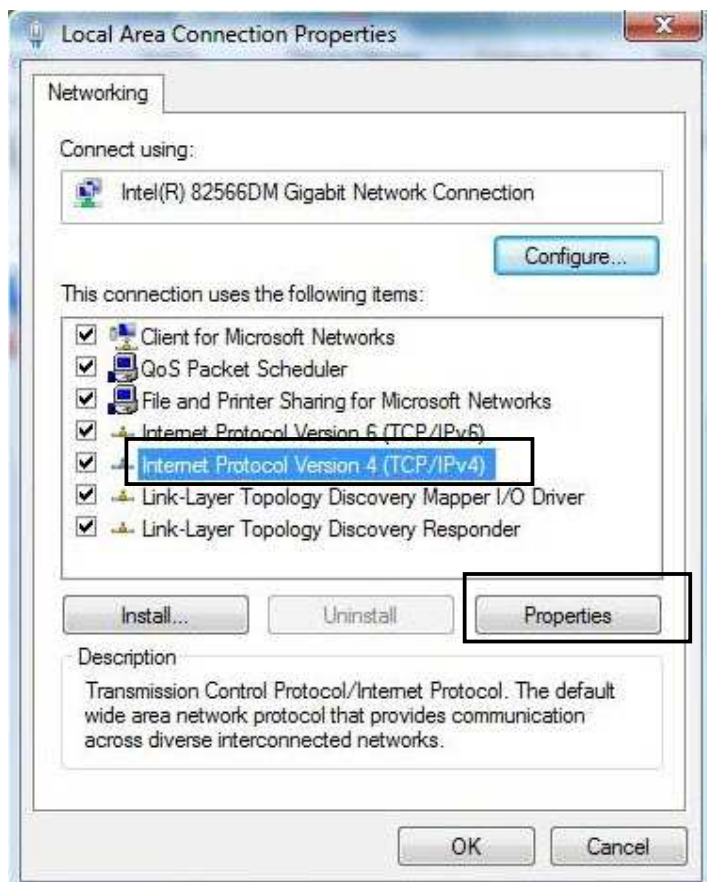 Local Area Connection Properties
Networking
Connect using:
Intel(R) 82566DM Gigabit Network Connection
Configure...
This connection uses the following items:
Client for Microsoft Networks
QoS Packet Scheduler
File and Printer Sharing for Microsoft Networks
Internet Protocol Version 6 (TCP/IPv6)
Internet Protocol Version 4 (TCP/IPv4)
Link-Layer Topology Discovery Mapper I/O Driver
Link-Layer Topology Discovery Responder
Install... Uninstall Properties
Description
Transmission Control Protocol/Internet Protocol. The default
wide area network protocol that provides communication
across diverse interconnected networks.
OK Cancel